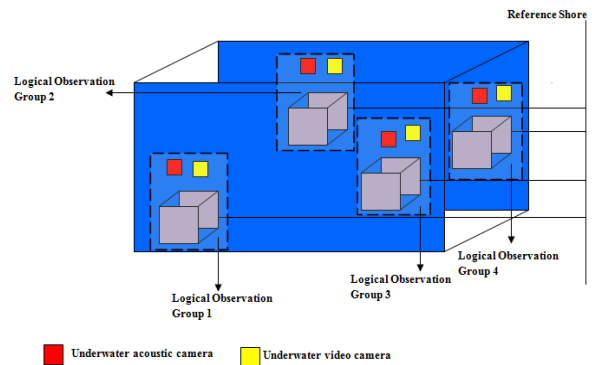 Reference Shore
Logical Observation
Group 2
Logical Observation
Group 4
Logical Observation
Group 3
Logical Observation
Group 1
Underwater acoustic camera
Underwater video camera